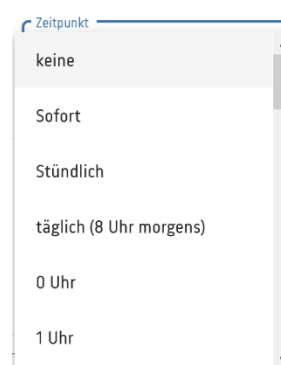 Zeitpunkt
keine
Sofort
Stündlich
täglich (8 Uhr morgens)
0 Uhr
1 Uhr